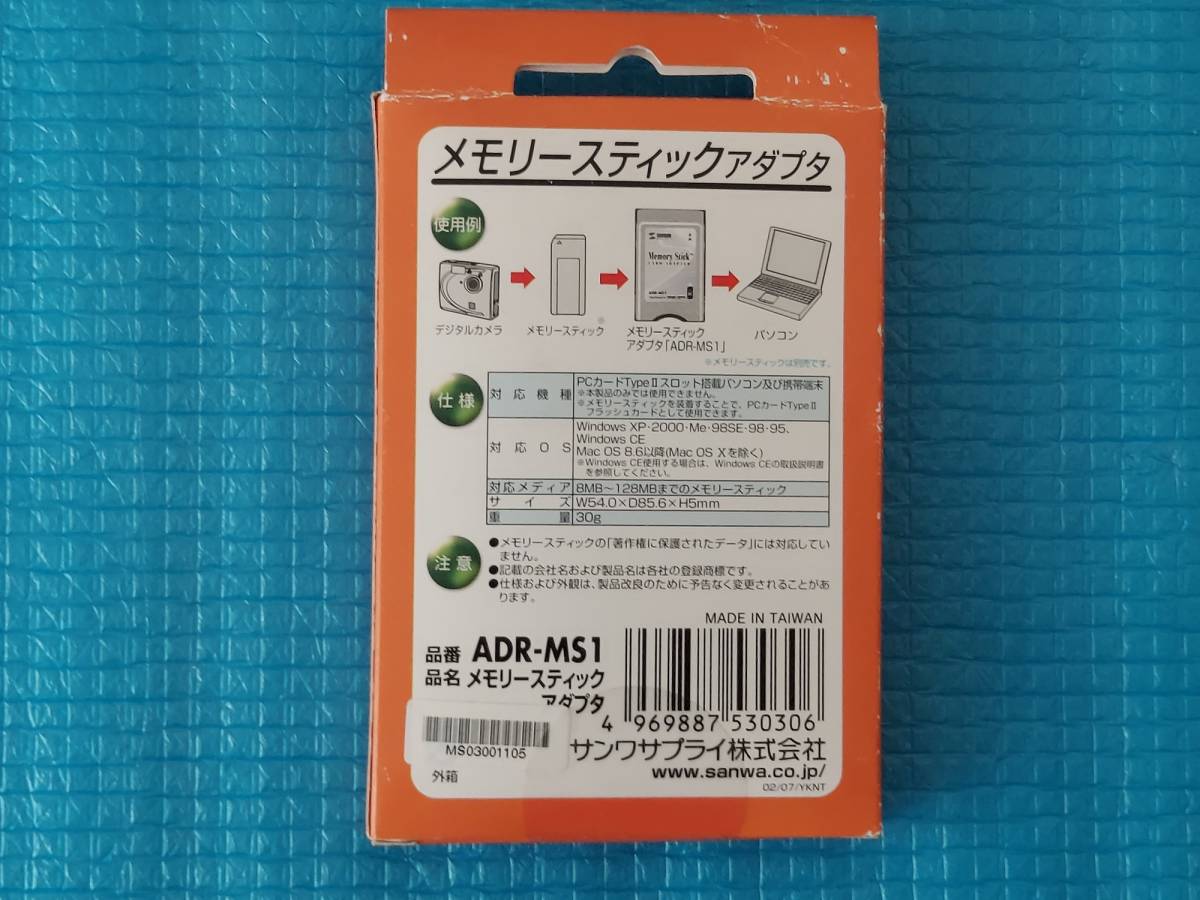 メモリースティックアダプタ
使用例
SANWA
Memory Stick™
CARD ADAPTER
ADR-MS1
デジタルカメラ
メモリースティック
メモリースティック
アダプタ「ADR-MS1」
パソコン
※メモリースティックは別売です。
仕様
対応機種
PCカードTypeⅡスロット搭載パソコン及び携帯端末
※本製品のみでは使用できません。
※メモリースティックを装着することで、PCカードTypeⅡ
フラッシュカードとして使用できます。
対応OS
Windows XP・2000・Me・98SE・98・95、
Windows CE
Mac OS 8.6以降(Mac OS Xを除く)
※Windows CE使用する場合は、Windows CEの取扱説明書
を参照してください。
対応メディア
8MB〜128MBまでのメモリースティック
サイズ
W54.0×D85.6×H5mm
重量
30g
注意
●メモリースティックの「著作権に保護されたデータ」には対応してい
ません。
●記載の会社名および製品名は各社の登録商標です。
●仕様および外観は、製品改良のために予告なく変更されることがあ
ります。
MADE IN TAIWAN
品番 ADR-MS1
品名 メモリースティック
アダプタ
4 969887 530306
MS03001105
サンワサプライ株式会社
www.sanwa.co.jp/
外箱
02/07/YKNT